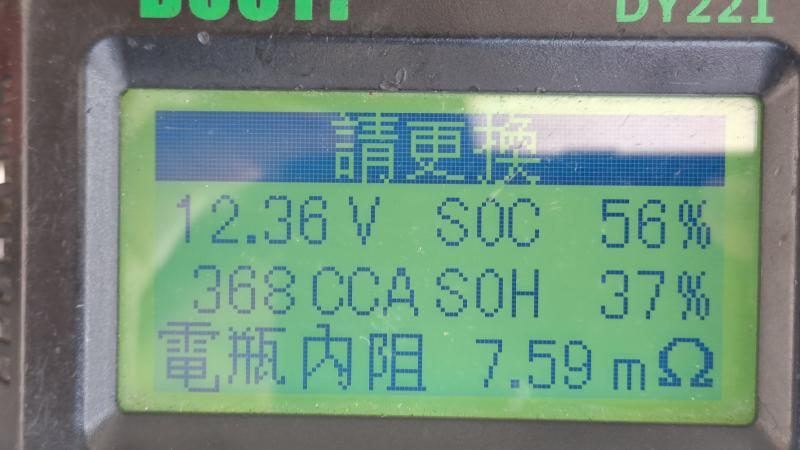 DY221
請更換
12.36 V SOC 56%
368 CCA SOH 37%
電瓶內阻 7.59 mΩ